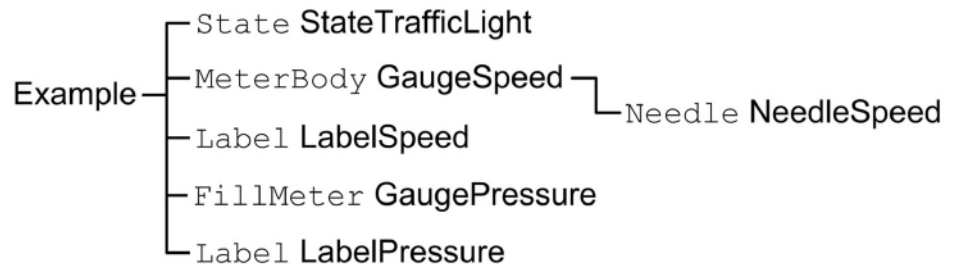 State StateTrafficLight
MeterBody GaugeSpeed
Example
Needle NeedleSpeed
Label LabelSpeed
FillMeter GaugePressure
Label LabelPressure